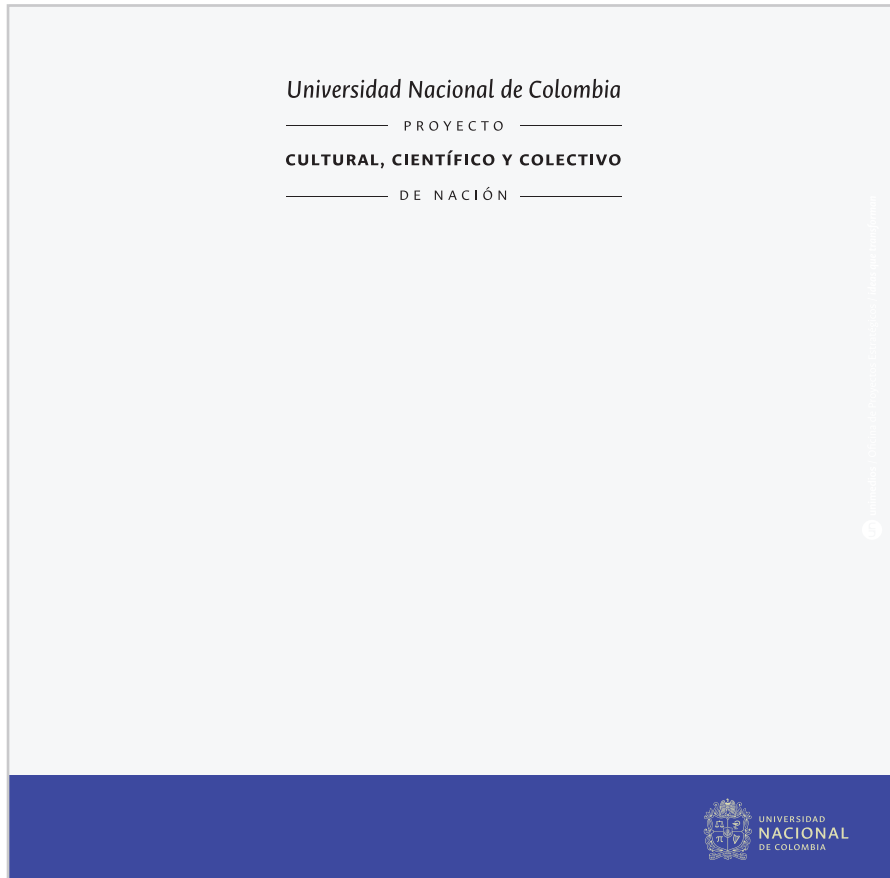 Universidad Nacional de Colombia
PROYECTO
CULTURAL, CIENTÍFICO Y COLECTIVO
DE NACIÓN
UNIVERSIDAD
NACIONAL
DE COLOMBIA